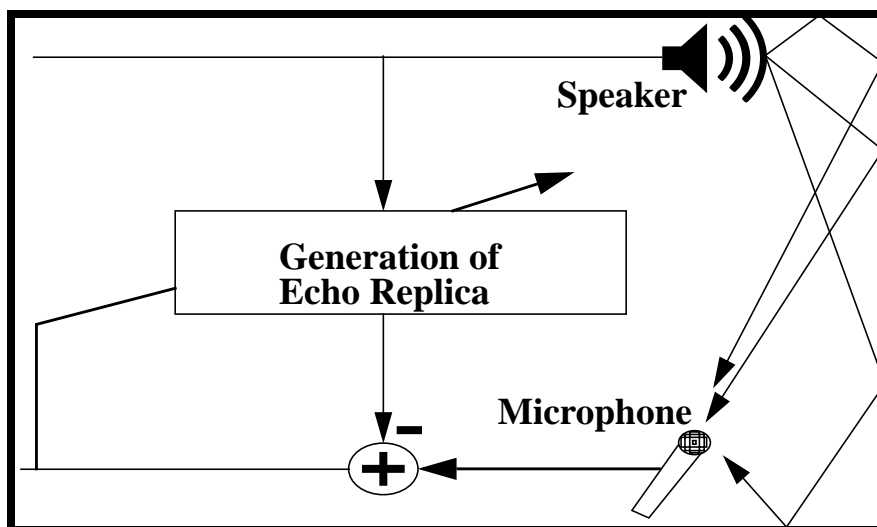 Speaker
Generation of
Echo Replica
Microphone
-
+